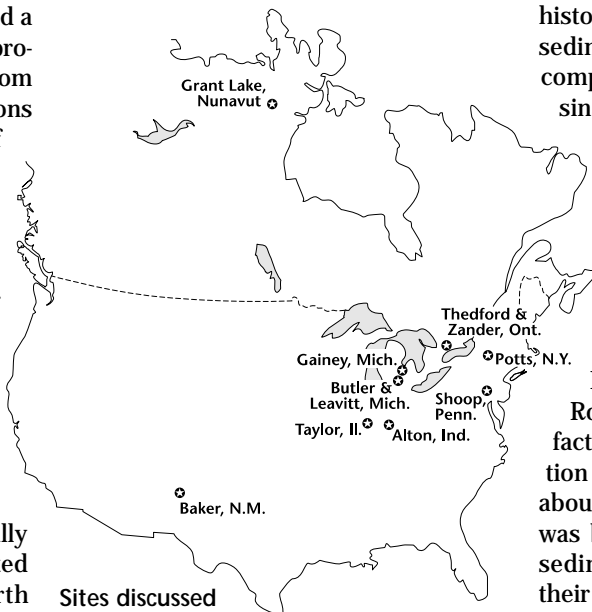 d a
pro-
om
ons
f
lly
ted
rth
histo
sedin
comp
sin
Ro
fact
tion
abou
was b
sedin
their
Grant Lake,
Nunavut
Thedford &
Zander, Ont.
Gainey, Mich.
Potts, N.Y.
Butler &
Leavitt, Mich.
Shoop,
Penn.
Taylor, Il.
Alton, Ind.
Baker, N.M.
Sites discussed